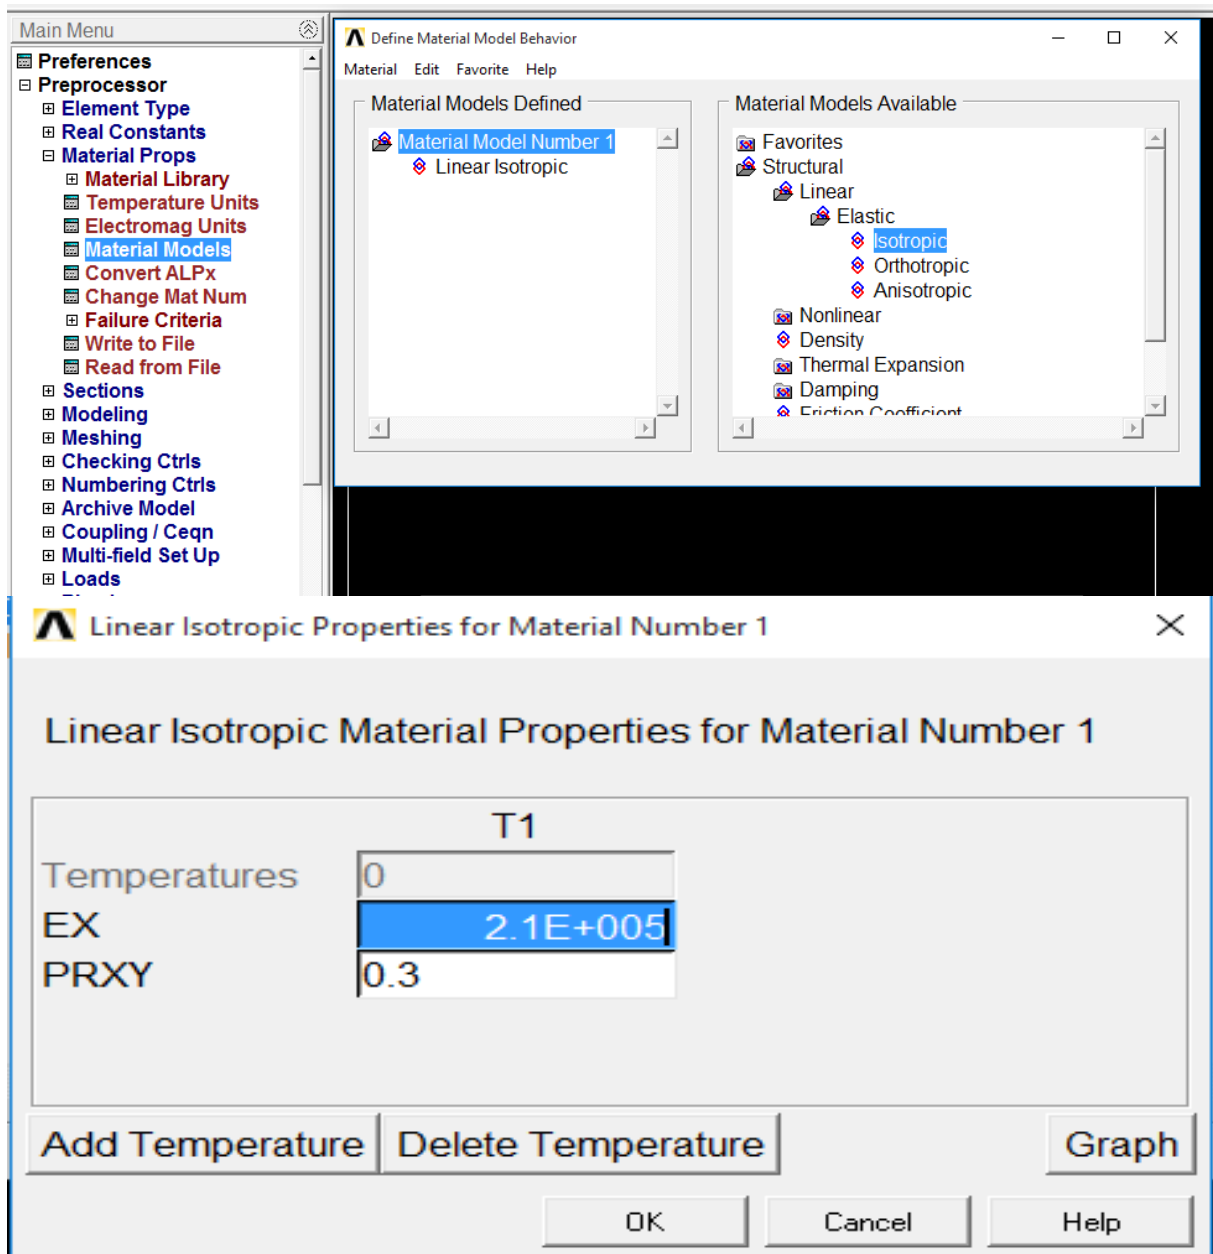 Main Menu
Preferences
Preprocessor
Element Type
Real Constants
Material Props
Material Library
Temperature Units
Electromag Units
Material Models
Convert ALPx
Change Mat Num
Failure Criteria
Write to File
Read from File
Sections
Modeling
Meshing
Checking Ctrls
Numbering Ctrls
Archive Model
Coupling / Ceqn
Multi-field Set Up
Loads
Define Material Model Behavior
Material Edit Favorite Help
Material Models Defined
Material Model Number 1
Linear Isotropic
Material Models Available
Favorites
Structural
Linear
Elastic
Isotropic
Orthotropic
Anisotropic
Nonlinear
Density
Thermal Expansion
Damping
Friction Coefficient
Linear Isotropic Properties for Material Number 1
Linear Isotropic Material Properties for Material Number 1
T1
Temperatures 0
EX 2.1E+005
PRXY 0.3
Add Temperature Delete Temperature Graph
OK Cancel Help